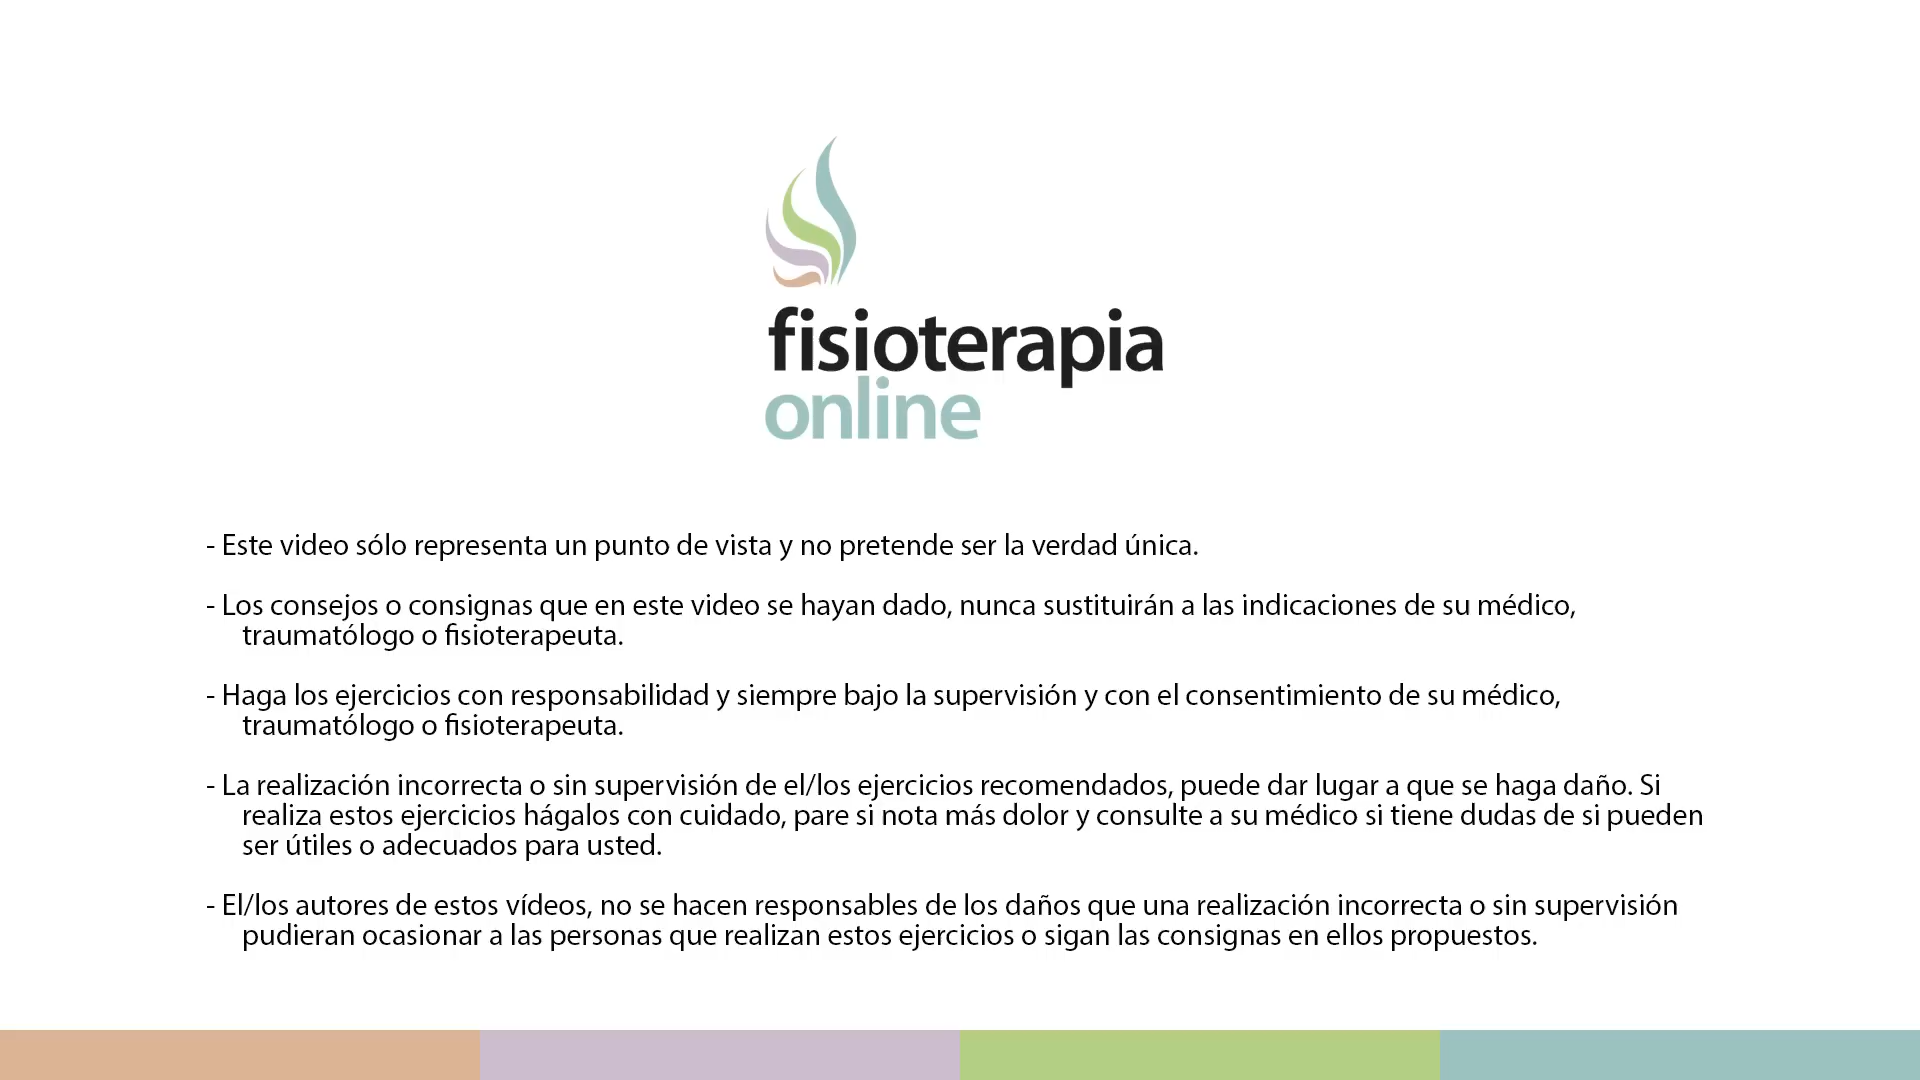 fisioterapia
online
- Este video sólo representa un punto de vista y no pretende ser la verdad única.
- Los consejos o consignas que en este video se hayan dado, nunca sustituirán a las indicaciones de su médico,
traumatólogo o fisioterapeuta.
- Haga los ejercicios con responsabilidad y siempre bajo la supervisión y con el consentimiento de su médico,
traumatólogo o fisioterapeuta.
- La realización incorrecta o sin supervisión de el/los ejercicios recomendados, puede dar lugar a que se haga daño. Si
realiza estos ejercicios hágalos con cuidado, pare si nota más dolor y consulte a su médico si tiene dudas de si pueden
ser útiles o adecuados para usted.
- El/los autores de estos vídeos, no se hacen responsables de los daños que una realización incorrecta o sin supervisión
pudieran ocasionar a las personas que realizan estos ejercicios o sigan las consignas en ellos propuestos.